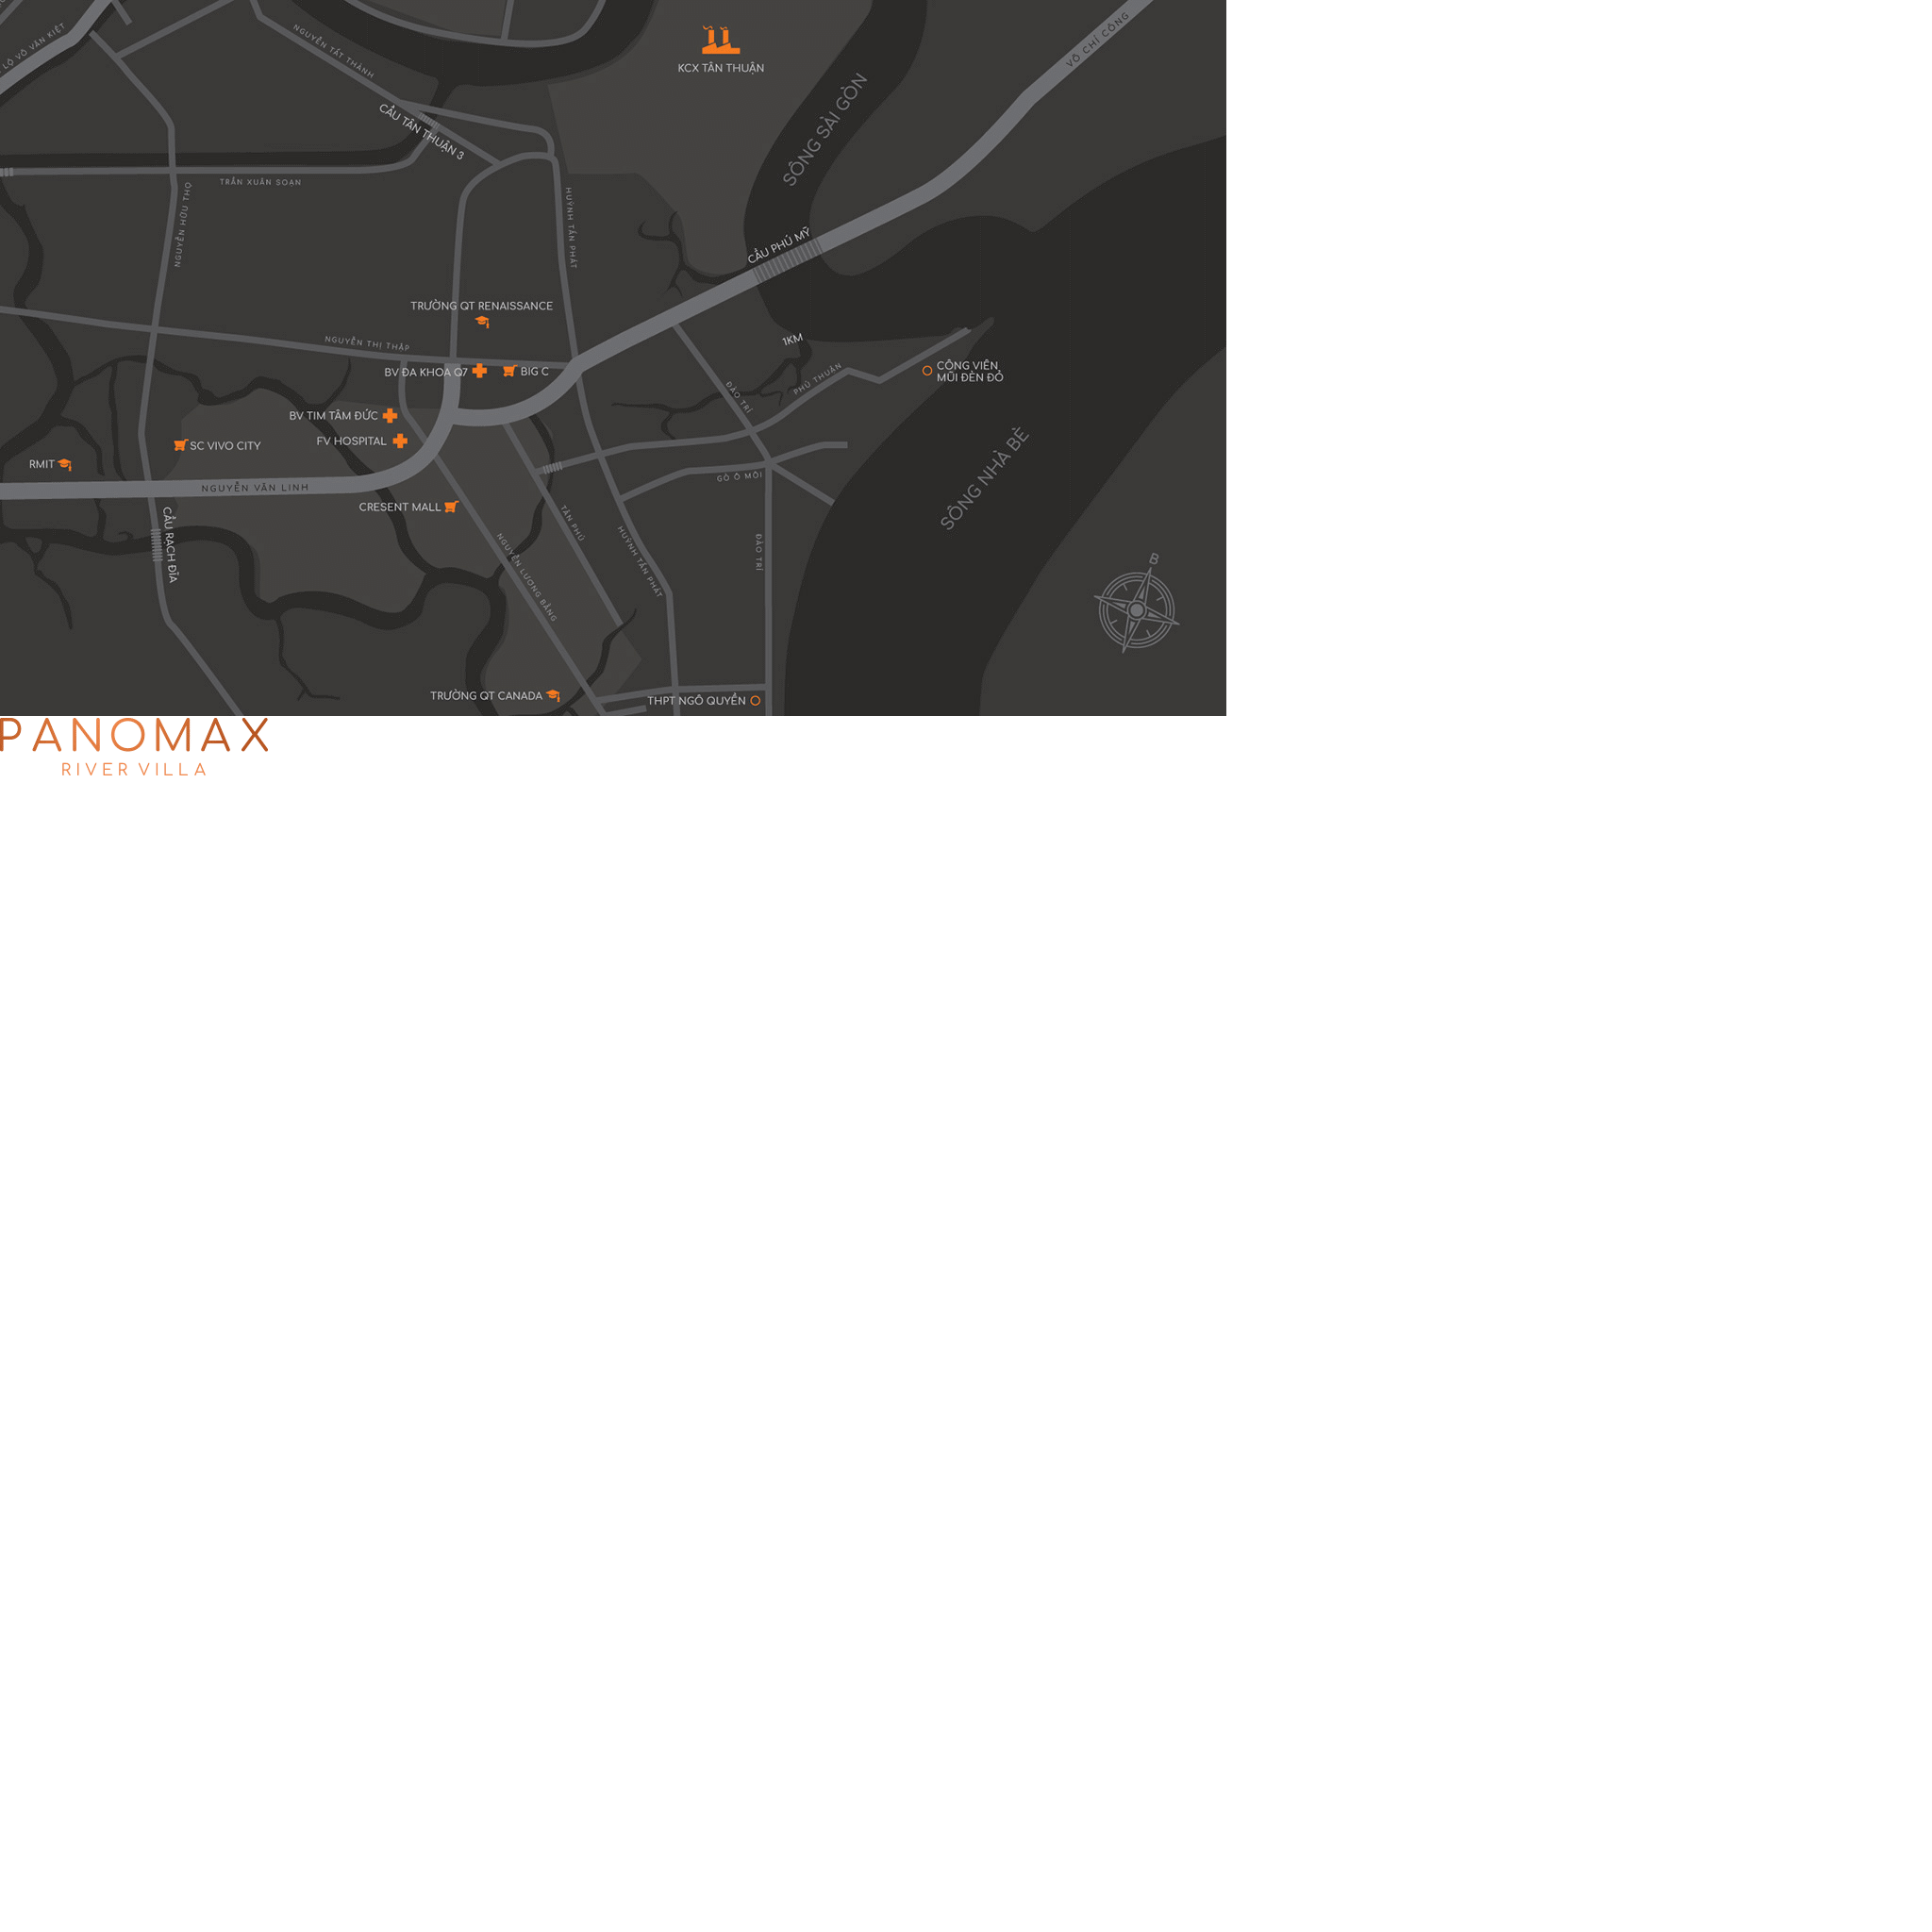 LỘ VÕ VĂN KIỆT
NGUYỄN TẤT THÀNH
KCX TÂN THUẬN
VÕ CHÍ CÔNG
SÔNG SÀI GÒN
CẦU TÂN THUẬN 3
TRẦN XUÂN SOẠN
NGUYỄN HỮU THỌ
HUỲNH TẤN PHÁT
CẦU PHÚ MỸ
TRƯỜNG QT RENAISSANCE
NGUYỄN THỊ THẬP
1KM
BV ĐA KHOA Q7
BIG C
CÔNG VIÊN
MŨI ĐÈN ĐỎ
PHÚ THUẬN
ĐÀO TRÍ
BV TIM TÂM ĐỨC
FV HOSPITAL
SC VIVO CITY
RMIT
SÔNG NHÀ BÈ
GÒ Ô MÔI
NGUYỄN VĂN LINH
CRESENT MALL
CẦU RẠCH ĐĨA
TÂN PHÚ
HUỲNH TẤN PHÁT
ĐÀO TRÍ
NGUYỄN LƯƠNG BẰNG
B
TRƯỜNG QT CANADA
THPT NGÔ QUYỀN
PANOMAX
RIVER VILLA